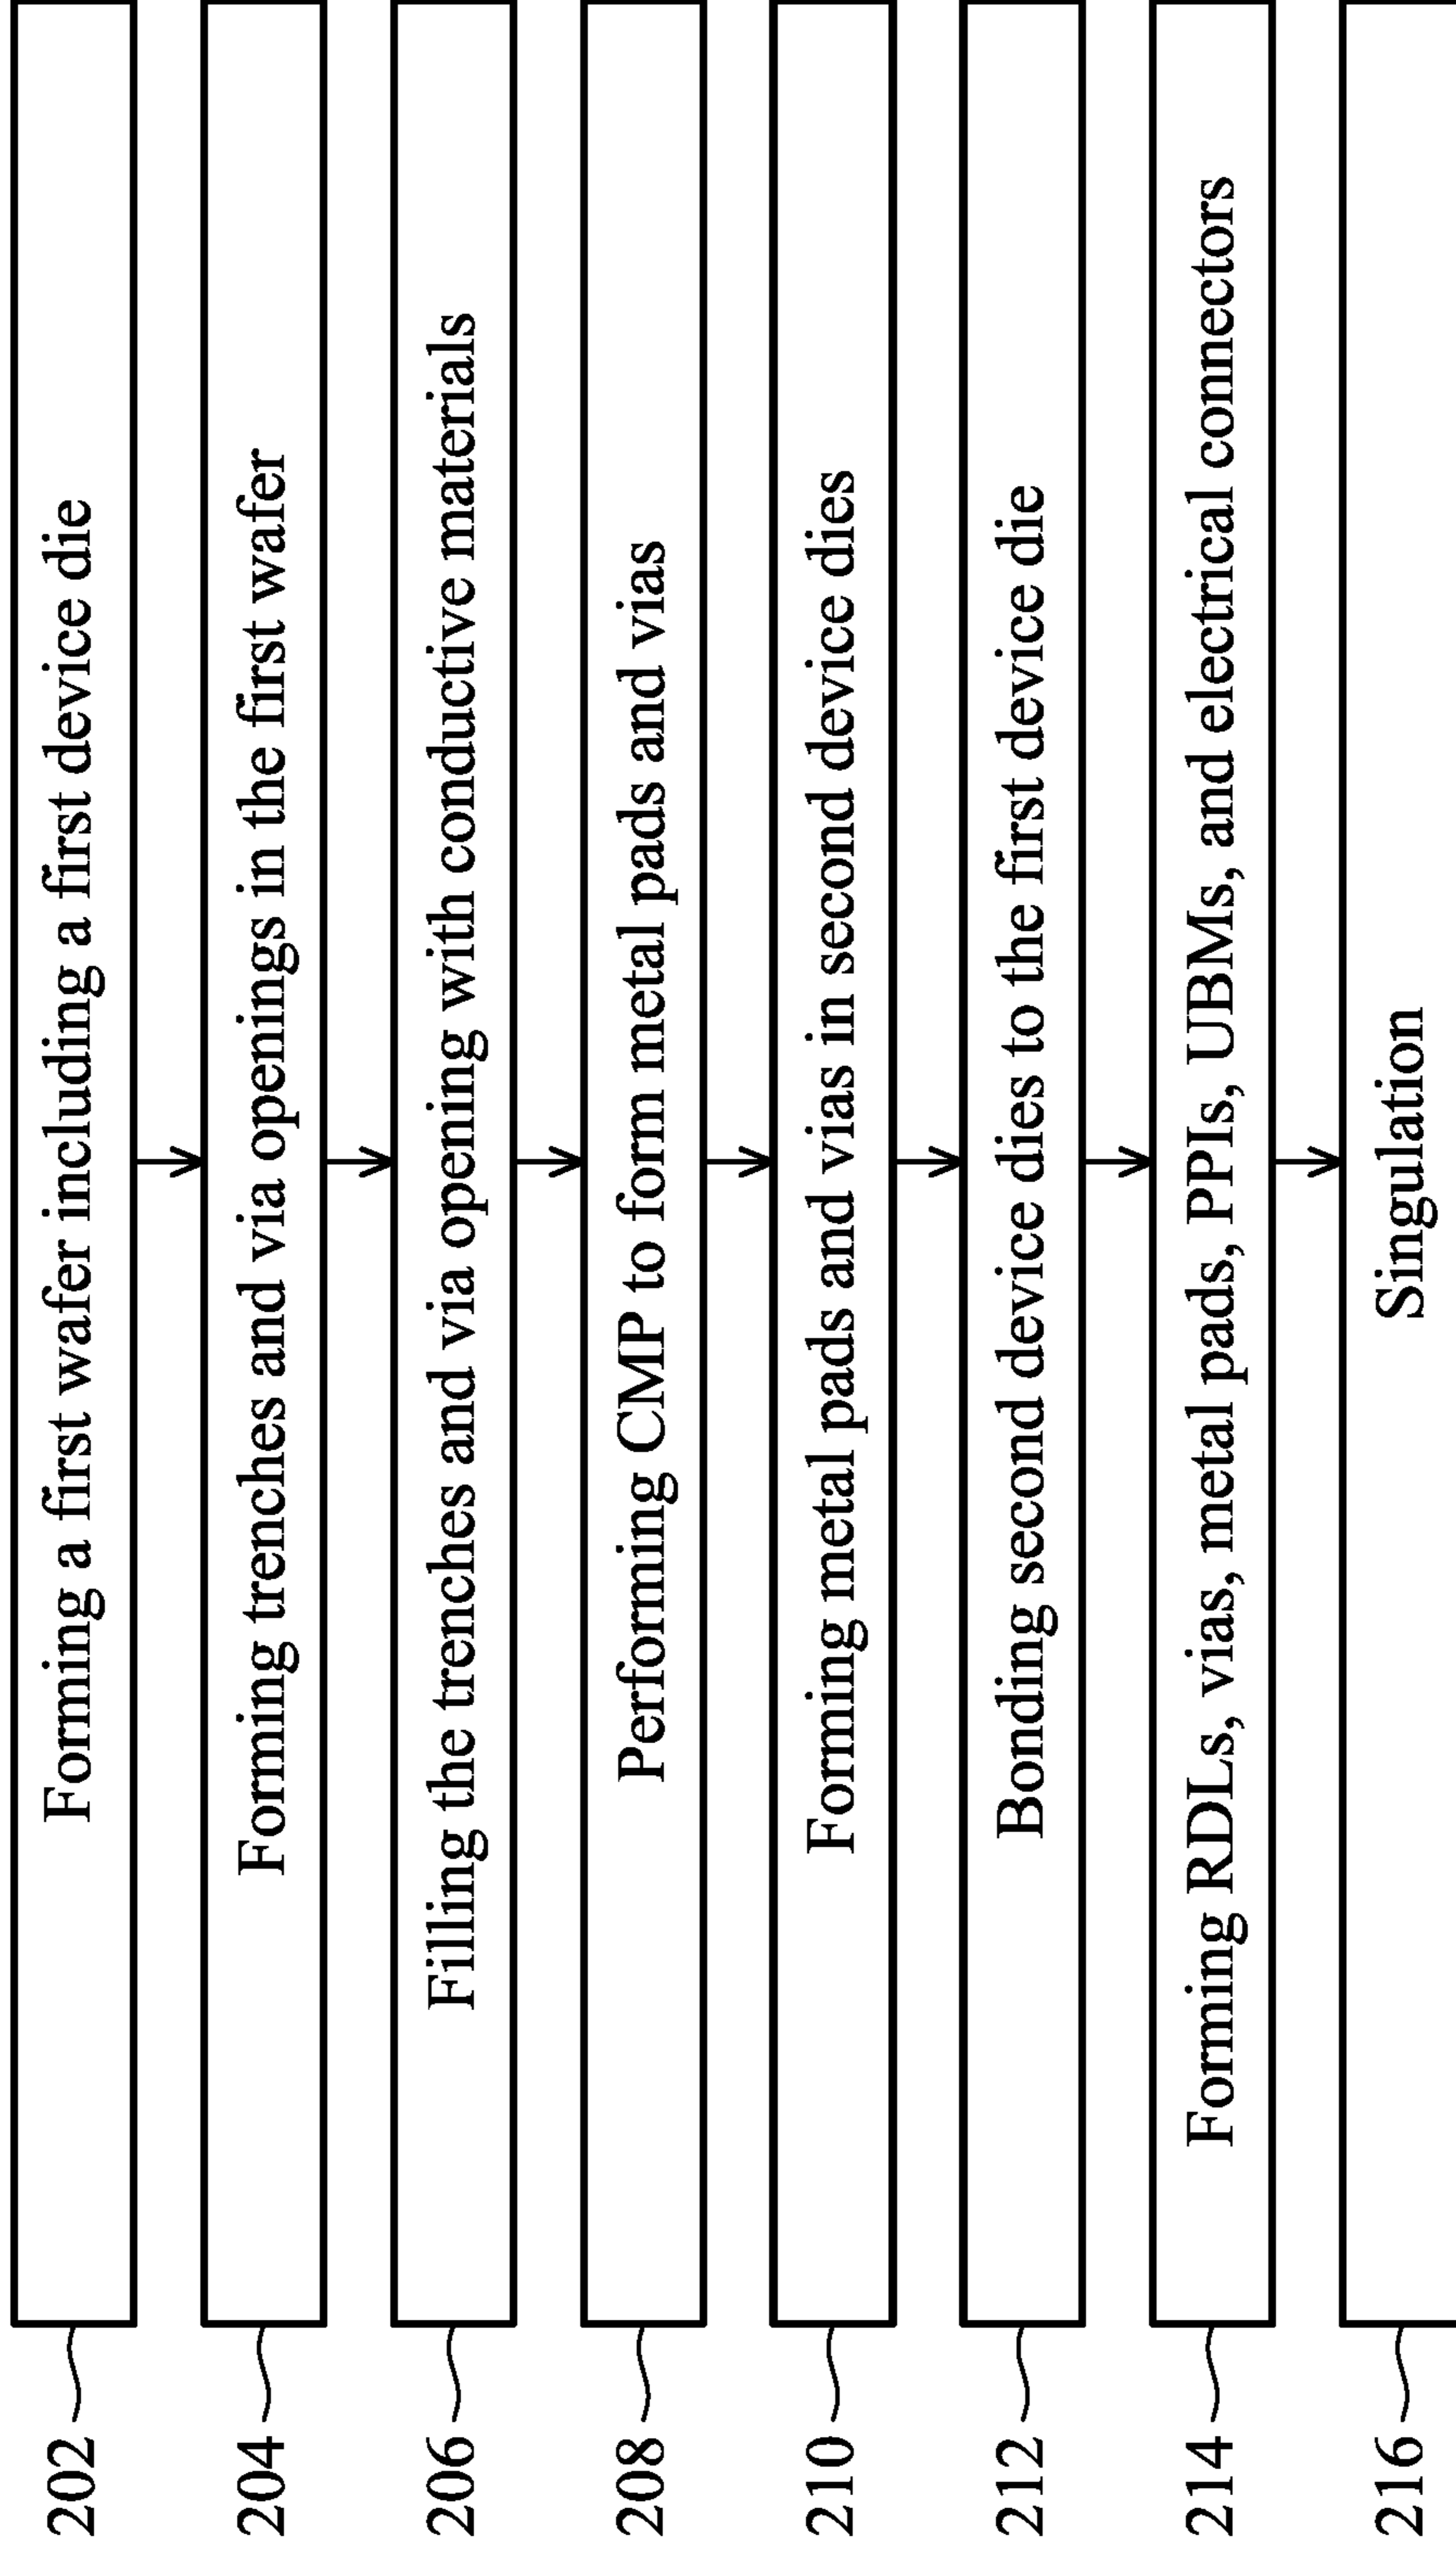 202
Forming a first wafer including a first device die
204
Forming trenches and via openings in the first wafer
206
Filling the trenches and via opening with conductive materials
208
Performing CMP to form metal pads and vias
210
Forming metal pads and vias in second device dies
212
Bonding second device dies to the first device die
214
Forming RDLs, vias, metal pads, PPIs, UBMs, and electrical connectors
216
Singulation